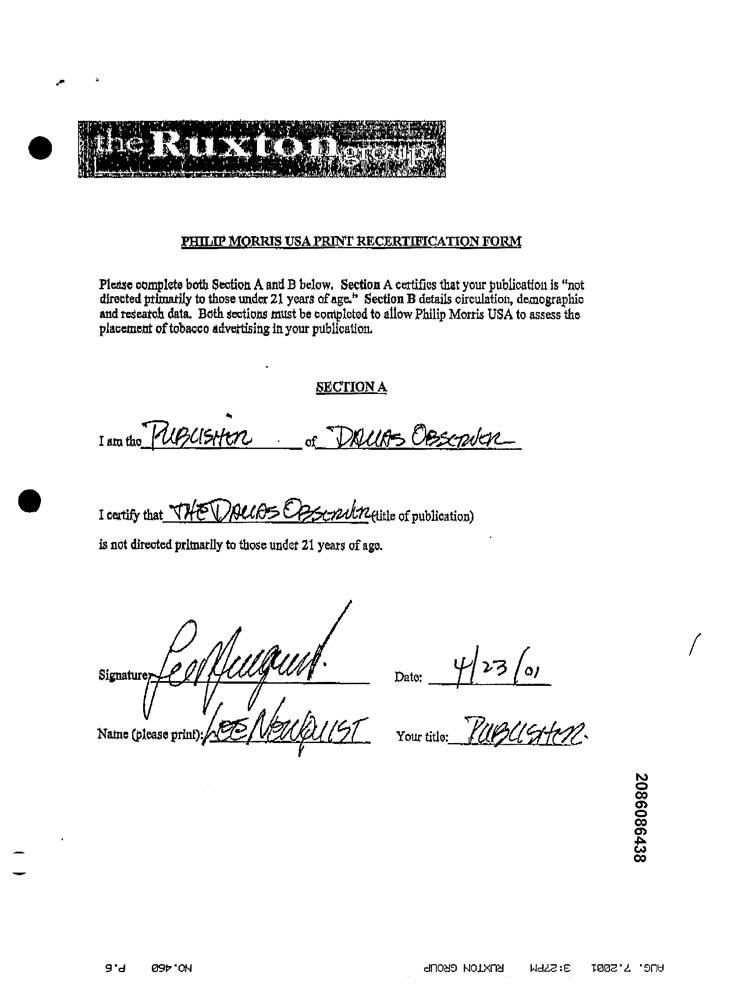 the Ruxton group
PHILIP MORRIS USA PRINT RECERTIFICATION FORM
Please complete both Section A and B below. Section A certifies that your publication is "not
directed primarily to those under 21 years of age." Section B details circulation, demographic
and research data. Both sections must be completed to allow Philip Morris USA to assess the
placement of tobacco advertising in your publication.
SECTION A
I am the PUBLISHER of DALLAS OBSERVER
I certify that THE DALLAS OBSERVER (title of publication)
is not directed primarily to those under 21 years of age.
Signature: Lee Newquist Date: 4/23/01
Name (please print): LEE NEWQUIST Your title: PUBLISHER.
2086086438
AUG. 7.2001 3:27PM RUXTON GROUP NO.460 P.6